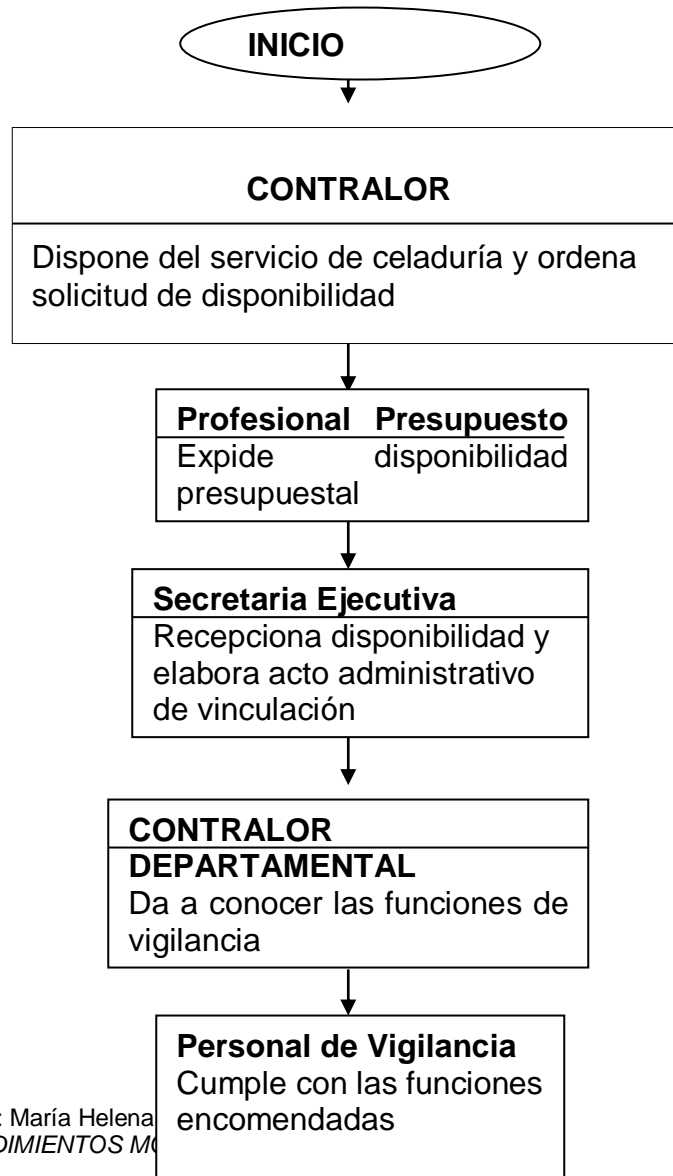 INICIO
CONTRALOR
Dispone del servicio de celaduría y ordena
solicitud de disponibilidad
Profesional Presupuesto
Expide disponibilidad
presupuestal
Secretaria Ejecutiva
Recepciona disponibilidad y
elabora acto administrativo
de vinculación
CONTRALOR
DEPARTAMENTAL
Da a conocer las funciones de
vigilancia
Personal de Vigilancia
Cumple con las funciones
encomendadas
: María Helena
DIMIENTOS MO